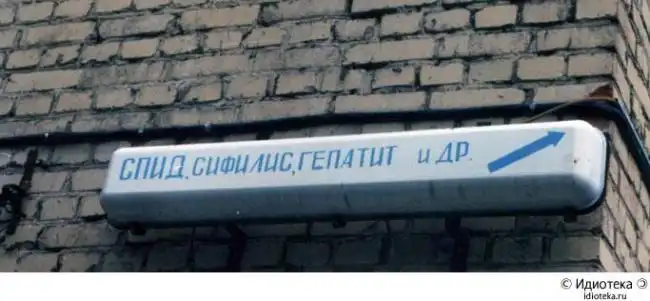 СПИД, СИФИЛИС, ГЕПАТИТ и ДР.
© Идиотека Э
idioteka.ru